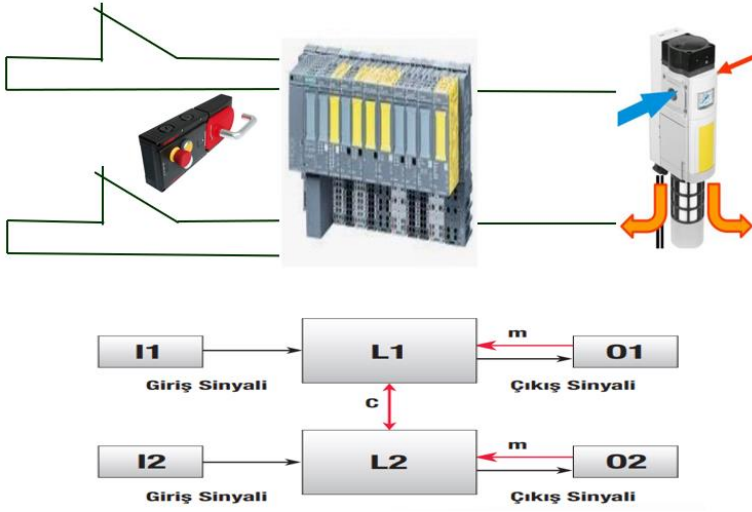 I1 L1 m O1
Giriş Sinyali Çıkış Sinyali
c
I2 L2 m O2
Giriş Sinyali Çıkış Sinyali